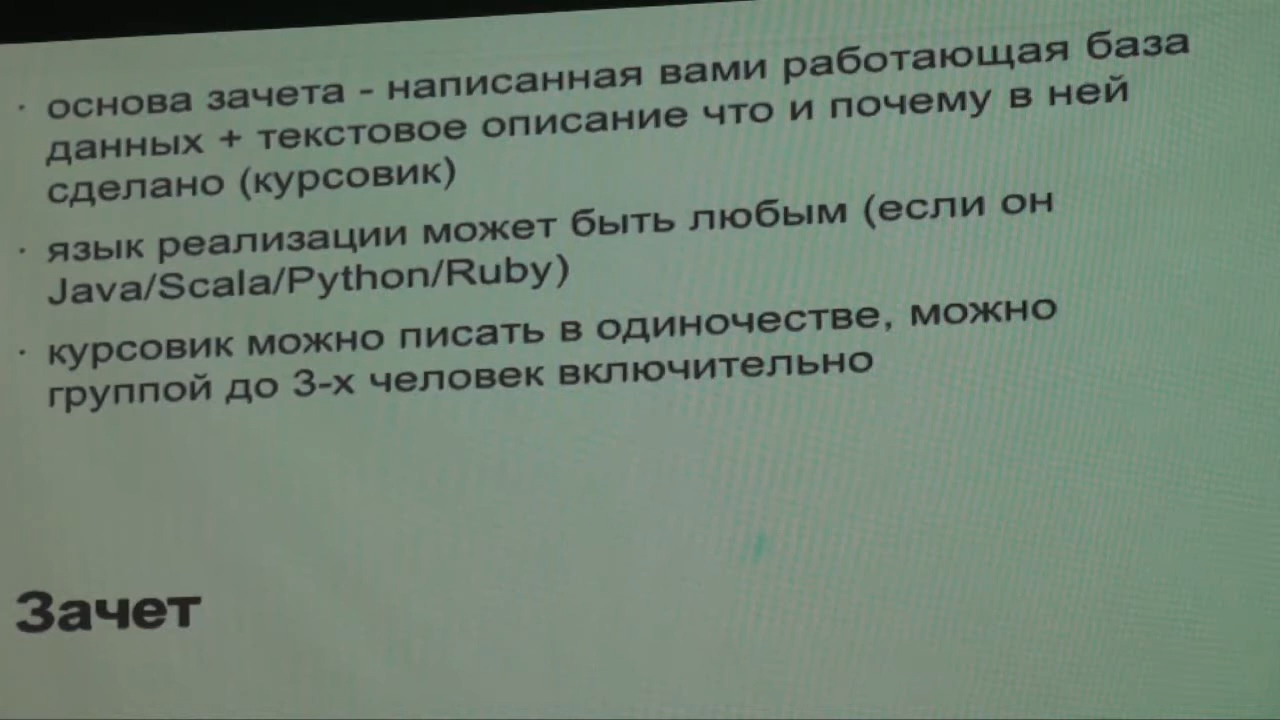 · основа зачета - написанная вами работающая база
данных + текстовое описание что и почему в ней
сделано (курсовик)
· язык реализации может быть любым (если он
Java/Scala/Python/Ruby)
· курсовик можно писать в одиночестве, можно
группой до 3-х человек включительно
Зачет